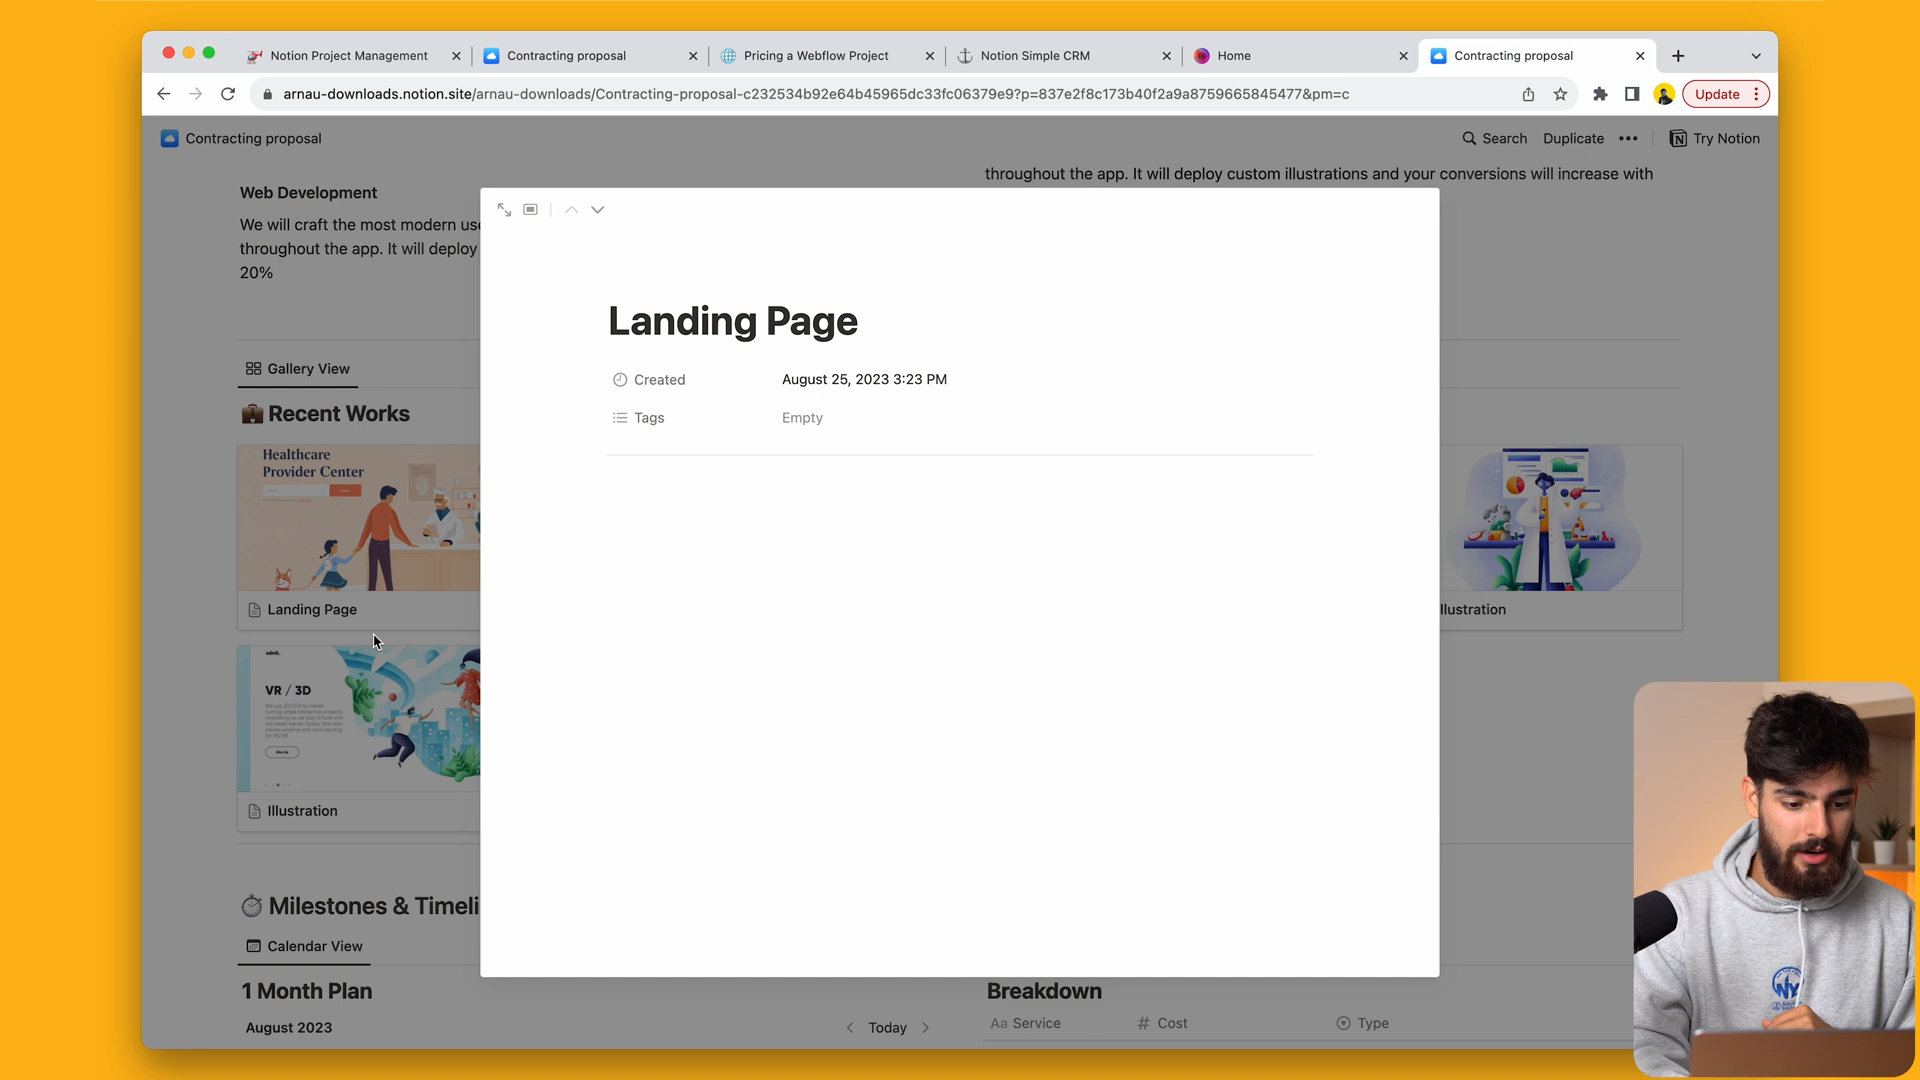 Notion Project Management
Contracting proposal
Pricing a Webflow Project
Notion Simple CRM
Home
Contracting proposal
arnau-downloads.notion.site/arnau-downloads/Contracting-proposal-c232534b92e64b45965dc33fc06379e9?p=837e2f8c173b40f2a9a8759665845477&pm=c
Update
Contracting proposal
Search
Duplicate
Try Notion
Web Development
We will craft the most modern use
throughout the app. It will deploy
20%
throughout the app. It will deploy custom illustrations and your conversions will increase with
Gallery View
Recent Works
Healthcare
Provider Center
Landing Page
VR / 3D
Illustration
Landing Page
Created
August 25, 2023 3:23 PM
Tags
Empty
llustration
Milestones & Timeli
Calendar View
1 Month Plan
August 2023
Today
Breakdown
Aa Service
# Cost
Type
NY